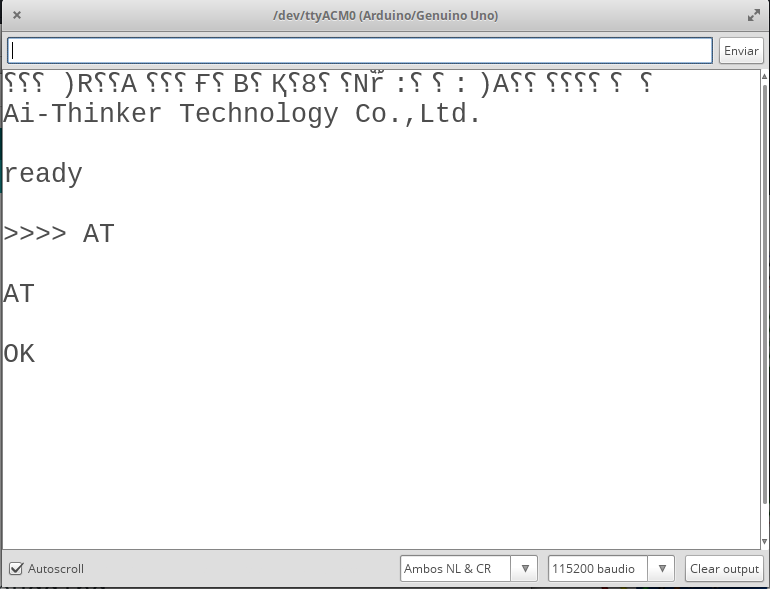 /dev/ttyACM0 (Arduino/Genuino Uno)
Enviar
Ai-Thinker Technology Co.,Ltd.
ready
>>>> AT
AT
OK
Autoscroll
Ambos NL & CR
115200 baudio
Clear output